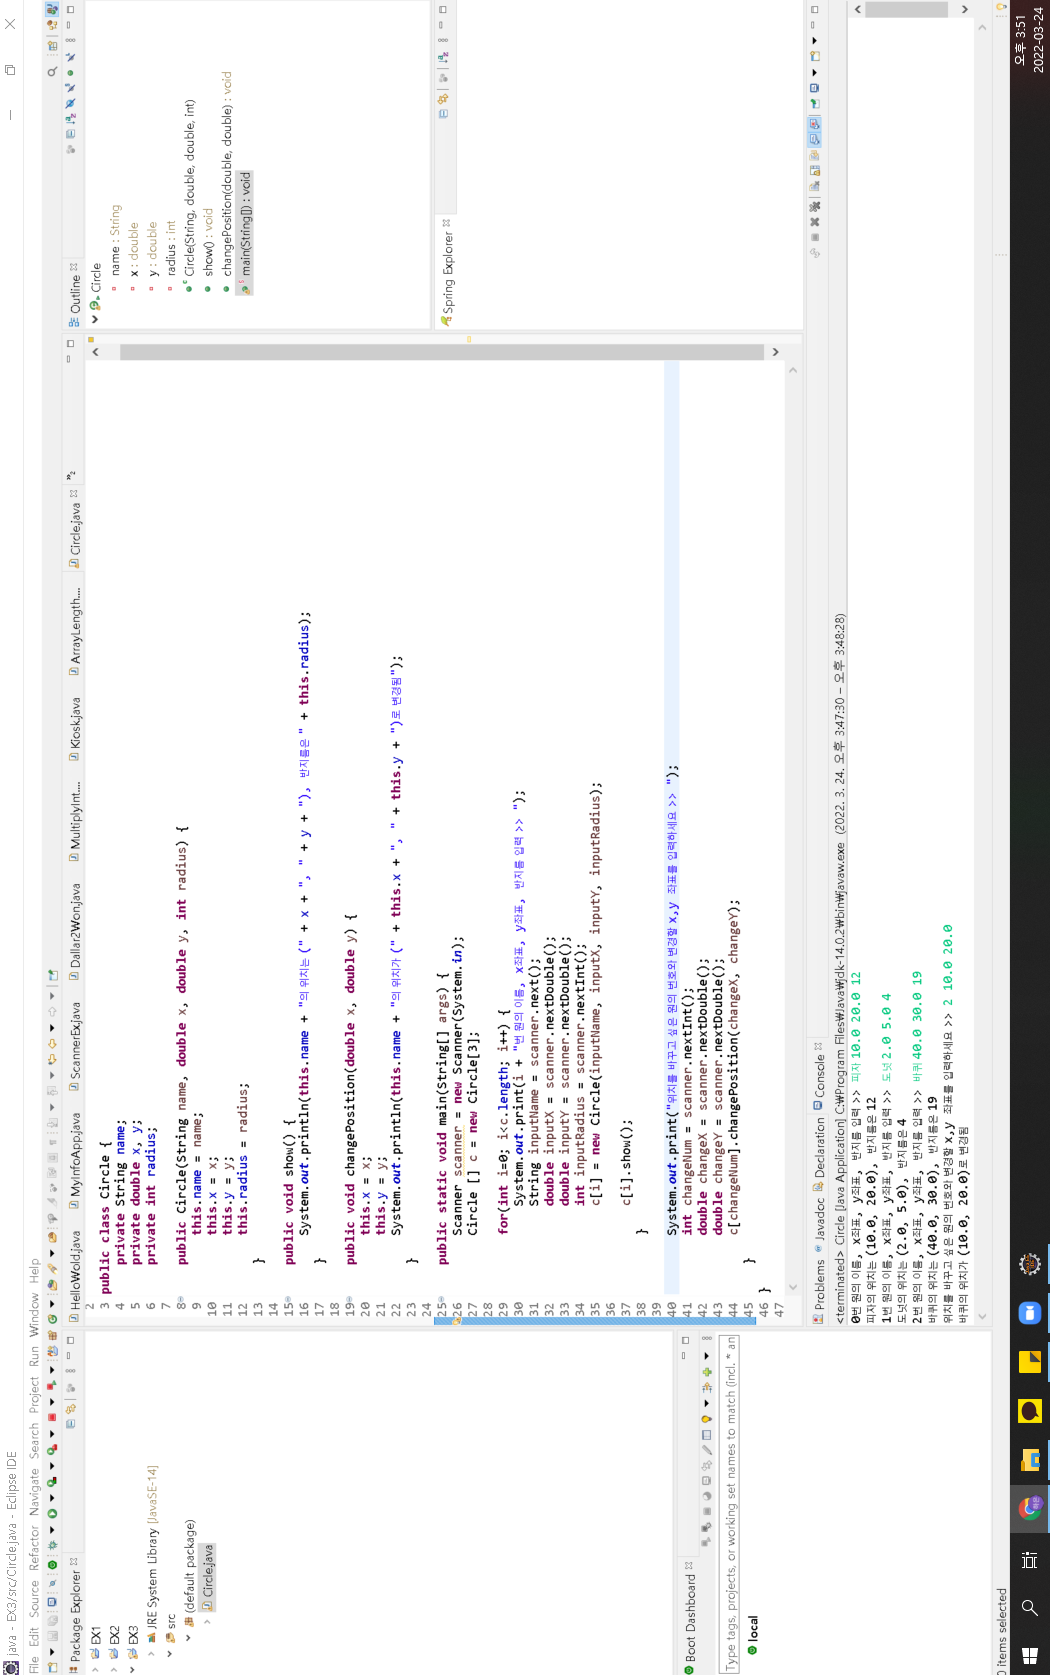 java - EX3/src/Circle.java - Eclipse IDE
File Edit Source Refactor Navigate Search Project Run Window Help
Package Explorer
EX1
EX2
EX3
JRE System Library [JavaSE-14]
src
(default package)
Circle.java
Boot Dashboard
Type tags, projects, or working set names to match (incl. * an
local
0 items selected
HelloWold.java
MyInfoApp.java
ScannerEx.java
Dallar2Won.java
MultiplyInt....
Kiosk.java
ArrayLength....
Circle.java
»2
2
3 public class Circle {
4 private String name;
5 private double x, y;
6 private int radius;
7
8 public Circle(String name, double x, double y, int radius) {
9 this.name = name;
10 this.x = x;
11 this.y = y;
12 this.radius = radius;
13 }
14
15 public void show() {
16 System.out.println(this.name + "의 위치는 (" + x + ", " + y + "), 반지름은 " + this.radius);
17 }
18
19 public void changePosition(double x, double y) {
20 this.x = x;
21 this.y = y;
22 System.out.println(this.name + "의 위치가 (" + this.x + ", " + this.y + ")로 변경됨");
23 }
24
25 public static void main(String[] args) {
26 Scanner scanner = new Scanner(System.in);
27 Circle [] c = new Circle[3];
28
29 for(int i=0; i<c.length; i++) {
30 System.out.print(i + "번 원의 이름, x좌표, y좌표, 반지름 입력 >> ");
31 String inputName = scanner.next();
32 double inputX = scanner.nextDouble();
33 double inputY = scanner.nextDouble();
34 int inputRadius = scanner.nextInt();
35 c[i] = new Circle(inputName, inputX, inputY, inputRadius);
36
37 c[i].show();
38 }
39
40 System.out.print("위치를 바꾸고 싶은 원의 번호와 변경할 x,y 좌표를 입력하세요 >> ");
41 int changeNum = scanner.nextInt();
42 double changeX = scanner.nextDouble();
43 double changeY = scanner.nextDouble();
44 c[changeNum].changePosition(changeX, changeY);
45 }
46 }
47
Outline
Circle
name : String
x : double
y : double
radius : int
Circle(String, double, double, int)
show() : void
changePosition(double, double) : void
main(String[]) : void
Spring Explorer
Problems
Javadoc
Declaration
Console
<terminated> Circle [Java Application] C:₩Program Files₩Java₩jdk-14.0.2₩bin₩javaw.exe (2022. 3. 24. 오후 3:47:30 – 오후 3:48:28)
0번 원의 이름, x좌표, y좌표, 반지름 입력 >> 피자 10.0 20.0 12
피자의 위치는 (10.0, 20.0), 반지름은 12
1번 원의 이름, x좌표, y좌표, 반지름 입력 >> 도넛 2.0 5.0 4
도넛의 위치는 (2.0, 5.0), 반지름은 4
2번 원의 이름, x좌표, y좌표, 반지름 입력 >> 바퀴 40.0 30.0 19
바퀴의 위치는 (40.0, 30.0), 반지름은 19
위치를 바꾸고 싶은 원의 번호와 변경할 x,y 좌표를 입력하세요 >> 2 10.0 20.0
바퀴의 위치가 (10.0, 20.0)로 변경됨
오후 3:51
2022-03-24